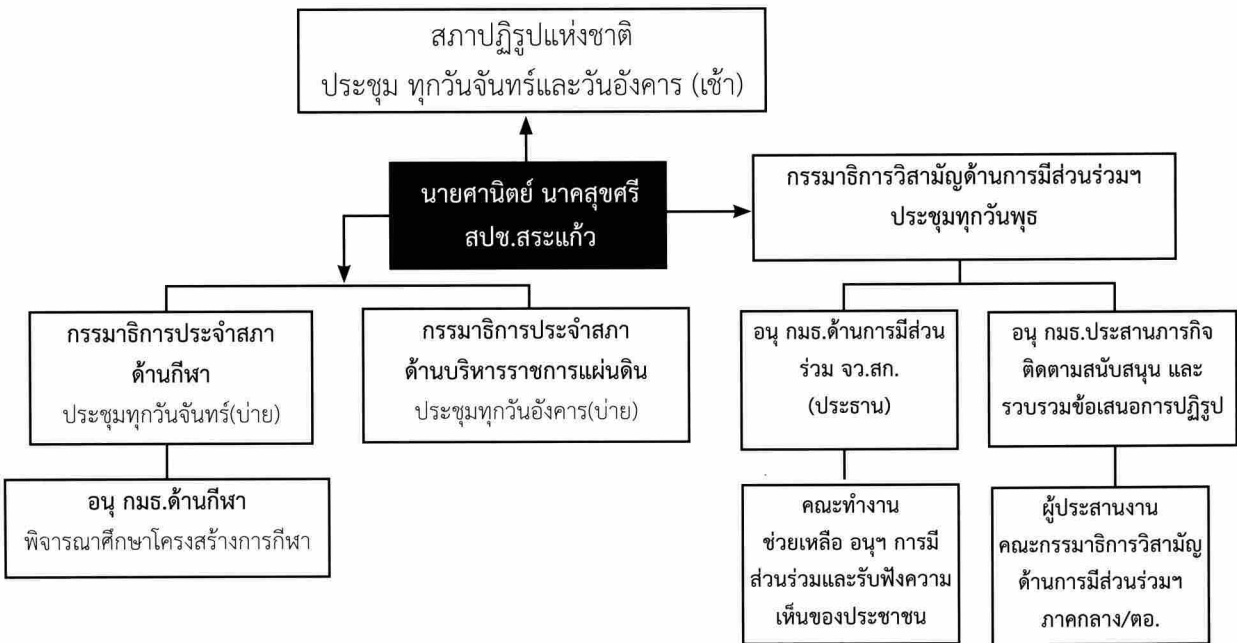 สภาปฏิรูปแห่งชาติ
ประชุม ทุกวันจันทร์และวันอังคาร (เช้า)
นายศานิตย์ นาคสุขศรี
สปช.สระแก้ว
กรรมาธิการวิสามัญด้านการมีส่วนร่วมฯ
ประชุมทุกวันพุธ
กรรมาธิการประจำสภา
ด้านกีฬา
ประชุมทุกวันจันทร์(บ่าย)
กรรมาธิการประจำสภา
ด้านบริหารราชการแผ่นดิน
ประชุมทุกวันอังคาร(บ่าย)
อนุ กมธ.ด้านการมีส่วน
ร่วม จว.สก.
(ประธาน)
อนุ กมธ.ประสานภารกิจ
ติดตามสนับสนุน และ
รวบรวมข้อเสนอการปฏิรูป
อนุ กมธ.ด้านกีฬา
พิจารณาศึกษาโครงสร้างการกีฬา
คณะทำงาน
ช่วยเหลือ อนุฯ การมี
ส่วนร่วมและรับฟังความ
เห็นของประชาชน
ผู้ประสานงาน
คณะกรรมาธิการวิสามัญ
ด้านการมีส่วนร่วมฯ
ภาคกลาง/ตอ.